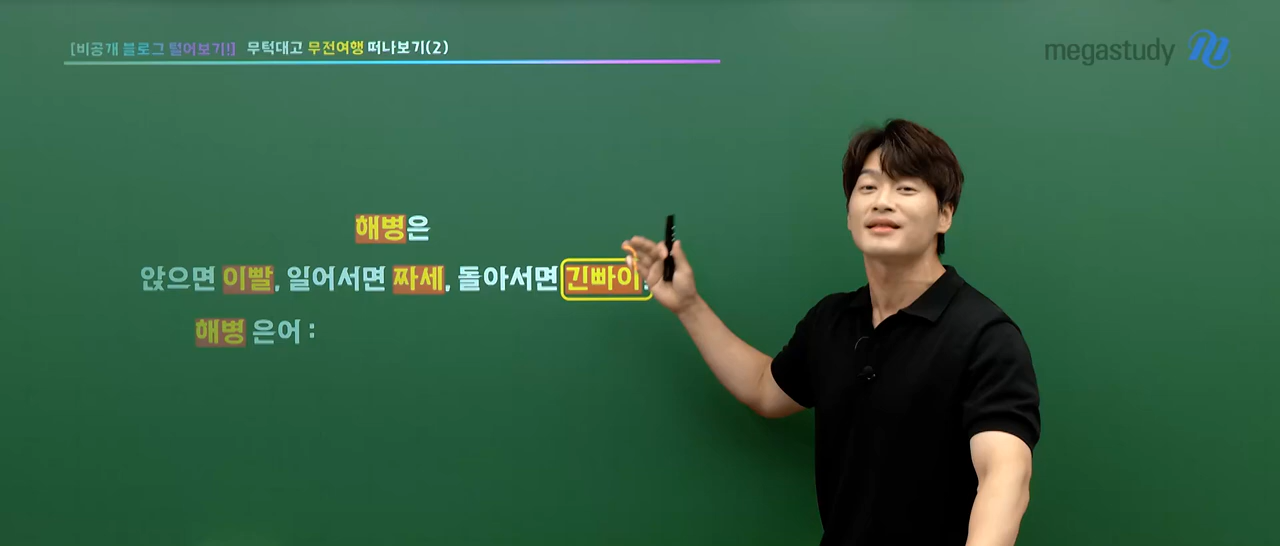 [비공개 블로그 털어보기!] 무턱대고 무전여행 떠나보기(2)
megastudy
해병은
앉으면 이빨, 일어서면 짜세, 돌아서면 긴빠이!
해병 은어 :